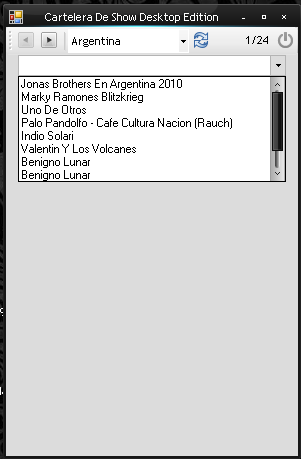 Cartelera De Show Desktop Edition
Argentina
1/24
Jonas Brothers En Argentina 2010
Marky Ramones Blitzkrieg
Uno De Otros
Palo Pandolfo - Cafe Cultura Nacion (Rauch)
Indio Solari
Valentin Y Los Volcanes
Benigno Lunar
Benigno Lunar